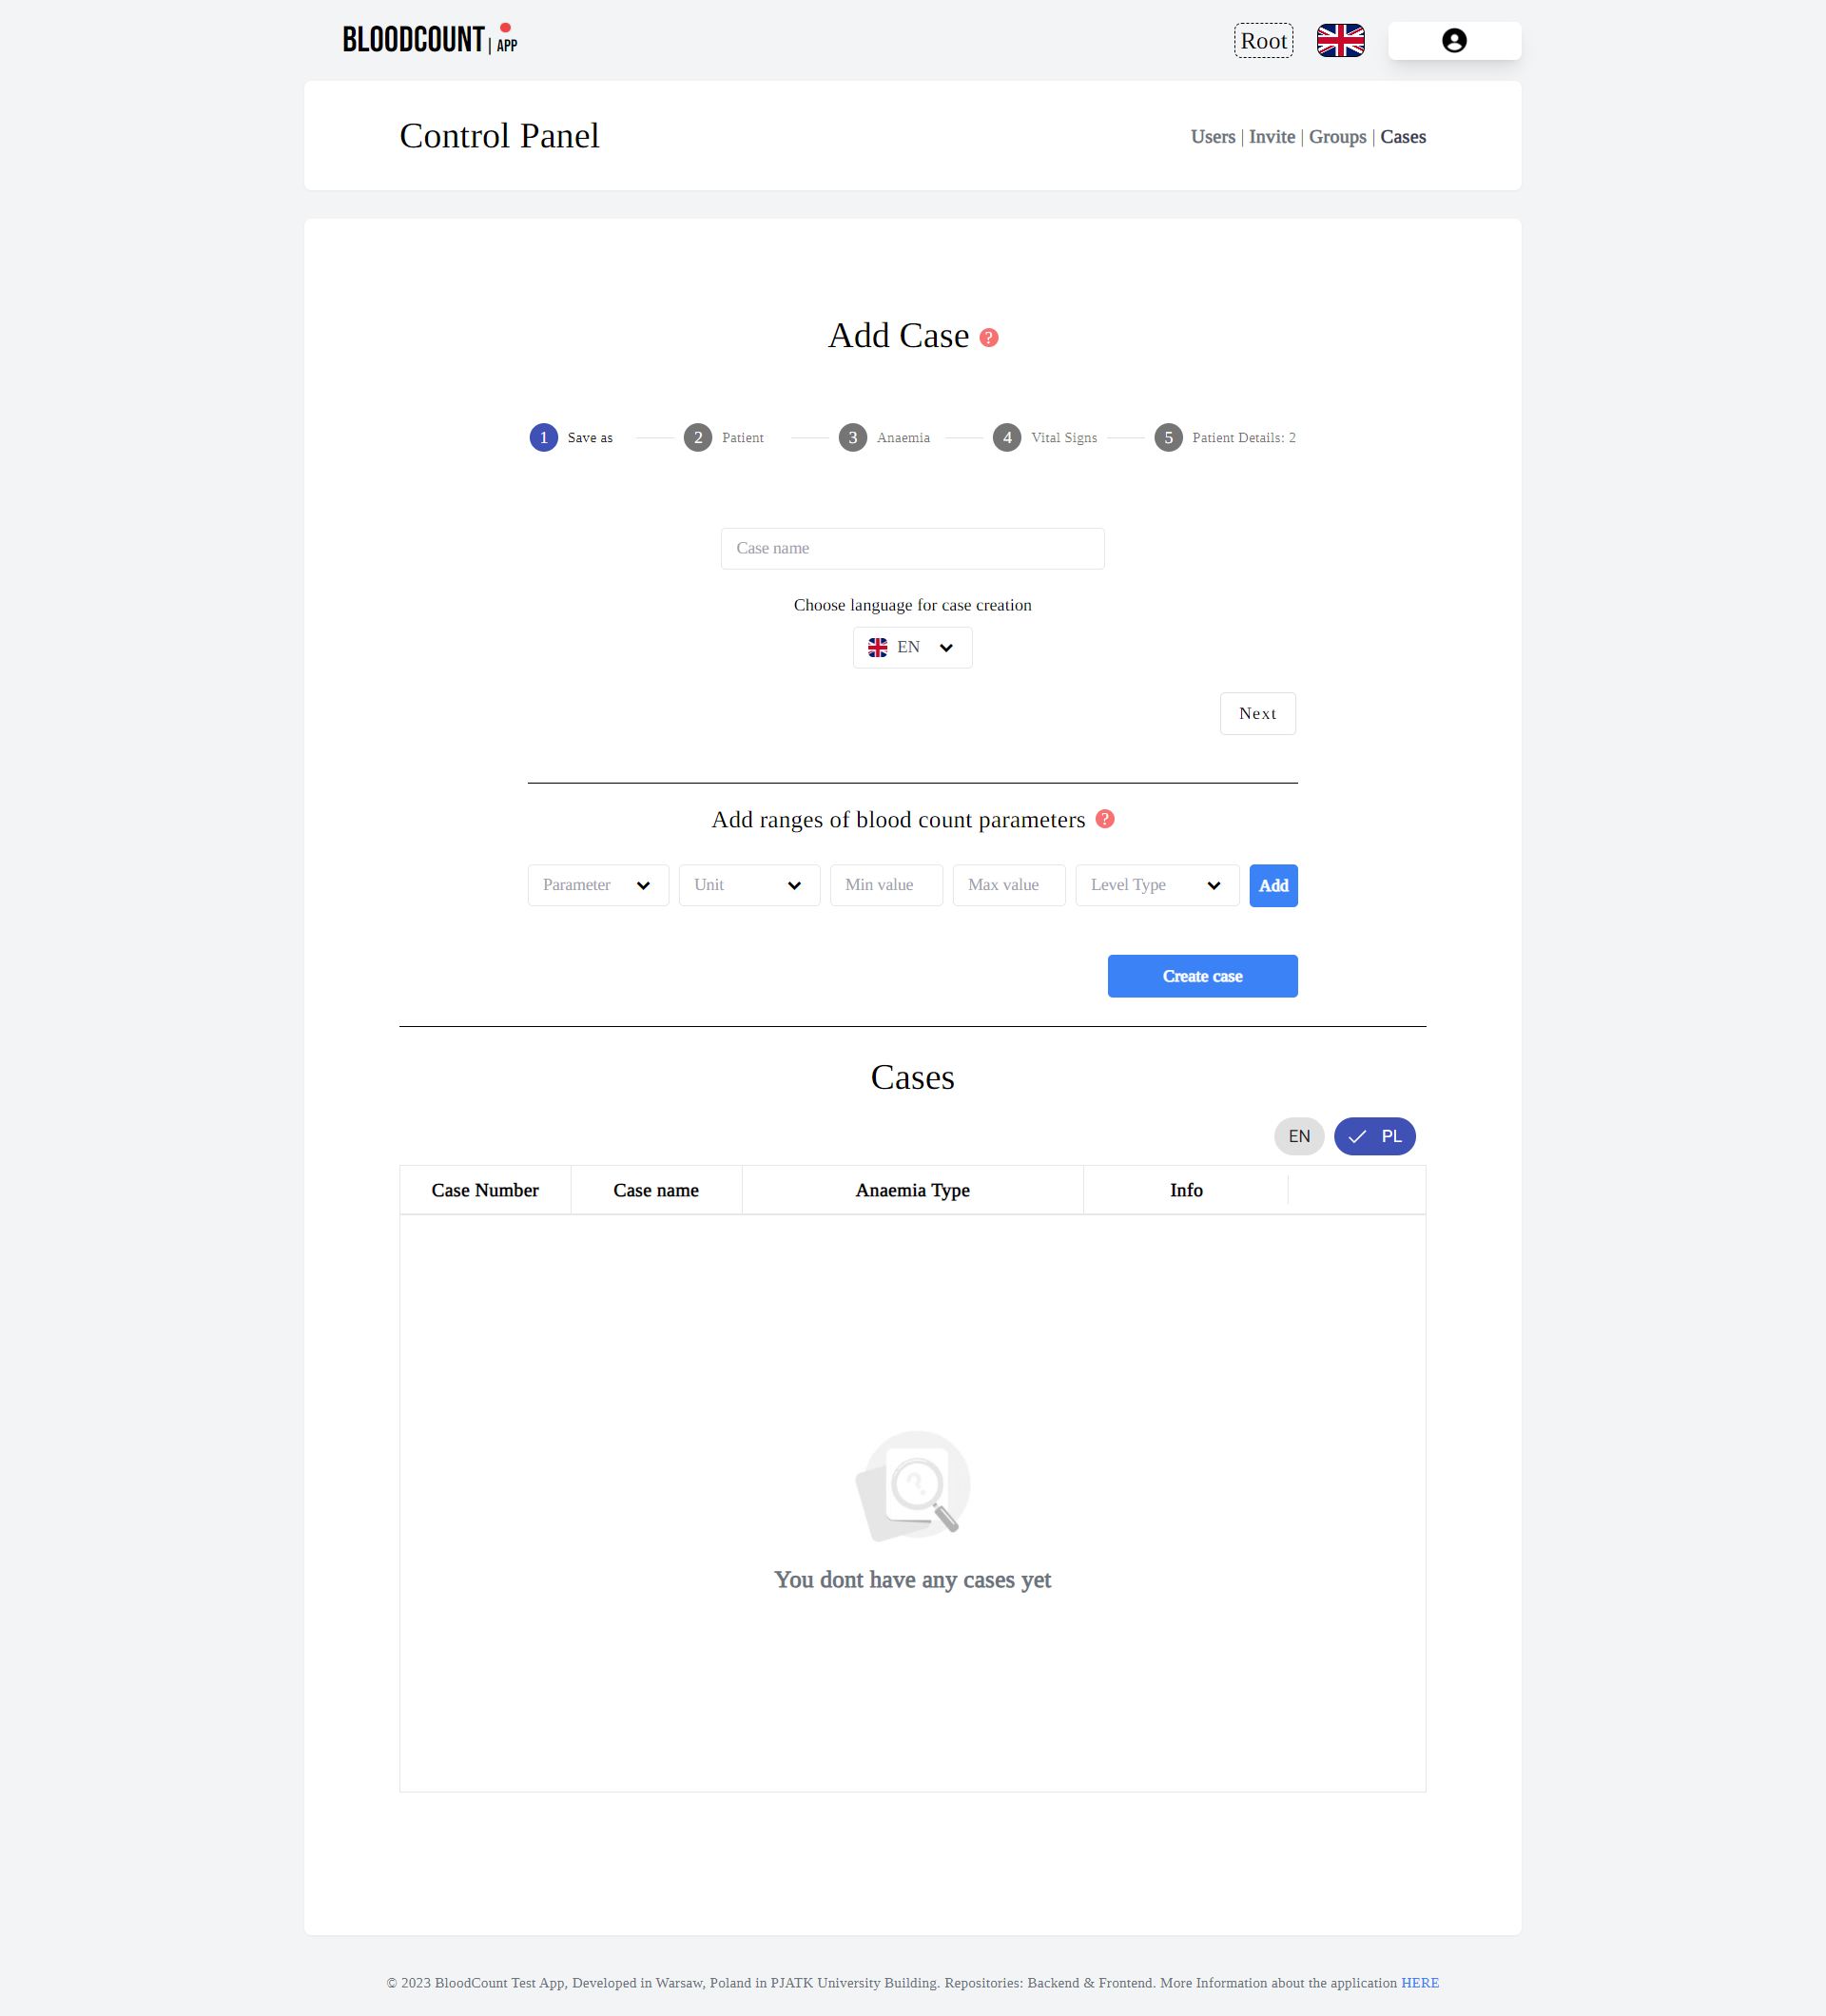 BLOODCOUNT | APP
Root
Control Panel
Users | Invite | Groups | Cases
Add Case ?
1 Save as 2 Patient 3 Anaemia 4 Vital Signs 5 Patient Details: 2
Case name
Choose language for case creation
EN
Next
Add ranges of blood count parameters ?
Parameter Unit Min value Max value Level Type Add
Create case
Cases
EN PL
Case Number Case name Anaemia Type Info
?
You dont have any cases yet
© 2023 BloodCount Test App, Developed in Warsaw, Poland in PJATK University Building. Repositories: Backend & Frontend. More Information about the application HERE